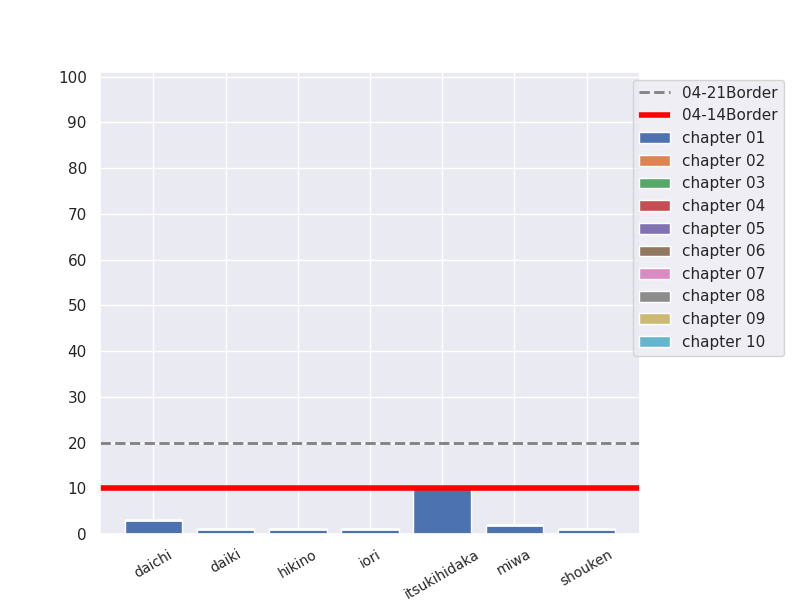 100
90
80
70
60
50
40
30
20
10
0
daichi
daiki
hikino
iori
itsukihidaka
miwa
shouken
04-21Border
04-14Border
chapter 01
chapter 02
chapter 03
chapter 04
chapter 05
chapter 06
chapter 07
chapter 08
chapter 09
chapter 10